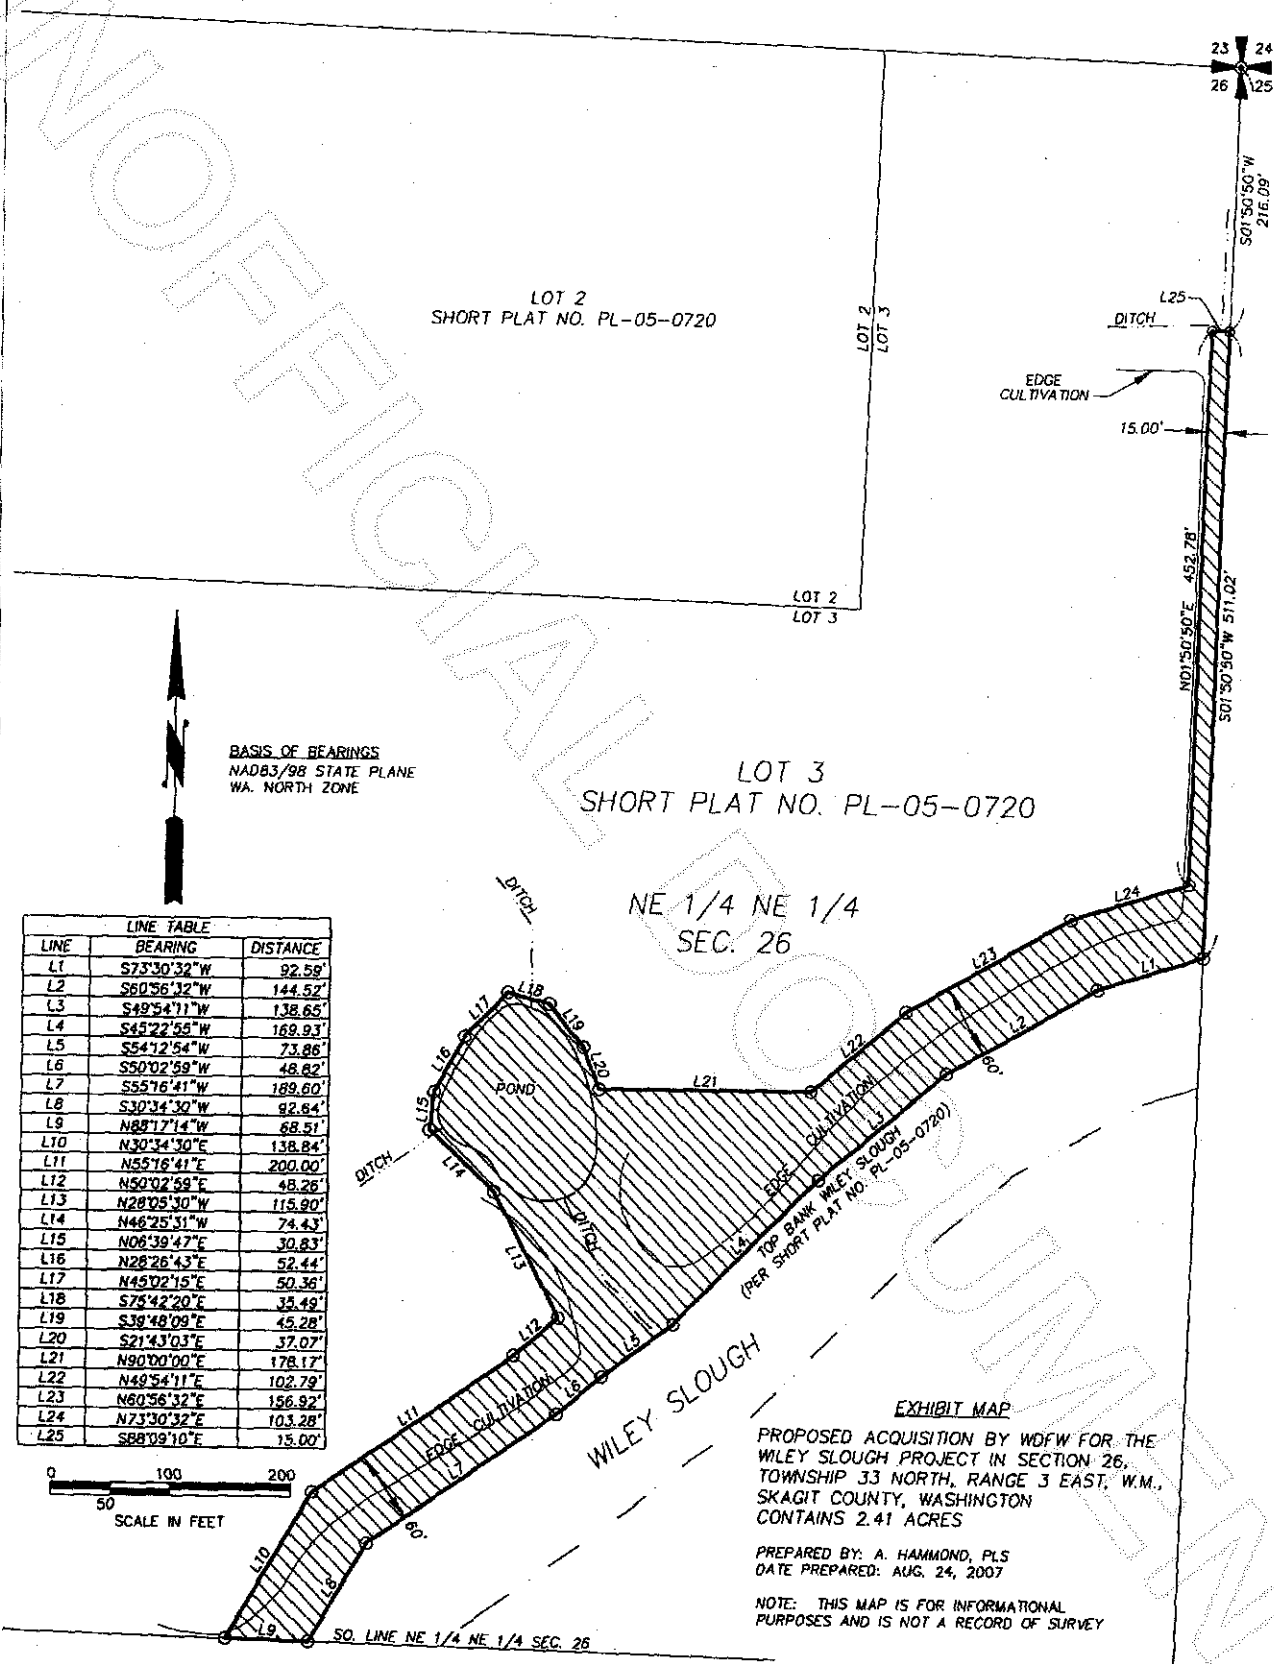 UNOFFICIAL DOCUMENT
23 24
26 25
S01°50'50"W
216.09'
LOT 2
SHORT PLAT NO. PL-05-0720
LOT 2
LOT 3
L25
DITCH
EDGE
CULTIVATION
15.00'
N01°50'50"E 452.78'
S01°50'50"W 511.02'
LOT 2
LOT 3
N
BASIS OF BEARINGS
NAD83/98 STATE PLANE
WA. NORTH ZONE
LOT 3
SHORT PLAT NO. PL-05-0720
NE 1/4 NE 1/4
SEC. 26
LINE TABLE
LINE BEARING DISTANCE
L1 S73°30'32"W 92.59'
L2 S60°56'32"W 144.52'
L3 S49°54'11"W 138.65'
L4 S45°22'55"W 169.93'
L5 S54°12'54"W 73.86'
L6 S50°02'59"W 48.82'
L7 S55°16'41"W 189.60'
L8 S30°34'30"W 92.64'
L9 N88°17'14"W 68.51'
L10 N30°34'30"E 138.84'
L11 N55°16'41"E 200.00'
L12 N50°02'59"E 48.26'
L13 N28°05'30"W 115.90'
L14 N46°25'31"W 74.43'
L15 N06°39'47"E 30.83'
L16 N28°26'43"E 52.44'
L17 N45°02'15"E 50.36'
L18 S75°42'20"E 35.49'
L19 S39°48'09"E 45.28'
L20 S21°43'03"E 37.07'
L21 N90°00'00"E 178.17'
L22 N49°54'11"E 102.79'
L23 N60°56'32"E 156.92'
L24 N73°30'32"E 103.28'
L25 S88°09'10"E 15.00'
0 100 200
50
SCALE IN FEET
DITCH
L24
L23
L1
L2
60'
L22
L21
L18
L17
L19
L20
L16
L15
POND
L14
DITCH
DITCH
L13
L12
EDGE CULTIVATION
L3
L4
TOP BANK WILEY SLOUGH
(PER SHORT PLAT NO. PL-05-0720)
L5
L6
L11
EDGE CULTIVATION
L7
60'
L10
L8
L9
SO. LINE NE 1/4 NE 1/4 SEC. 26
WILEY SLOUGH
EXHIBIT MAP
PROPOSED ACQUISITION BY WDFW FOR THE
WILEY SLOUGH PROJECT IN SECTION 26,
TOWNSHIP 33 NORTH, RANGE 3 EAST, W.M.,
SKAGIT COUNTY, WASHINGTON
CONTAINS 2.41 ACRES
PREPARED BY: A. HAMMOND, PLS
DATE PREPARED: AUG. 24, 2007
NOTE: THIS MAP IS FOR INFORMATIONAL
PURPOSES AND IS NOT A RECORD OF SURVEY